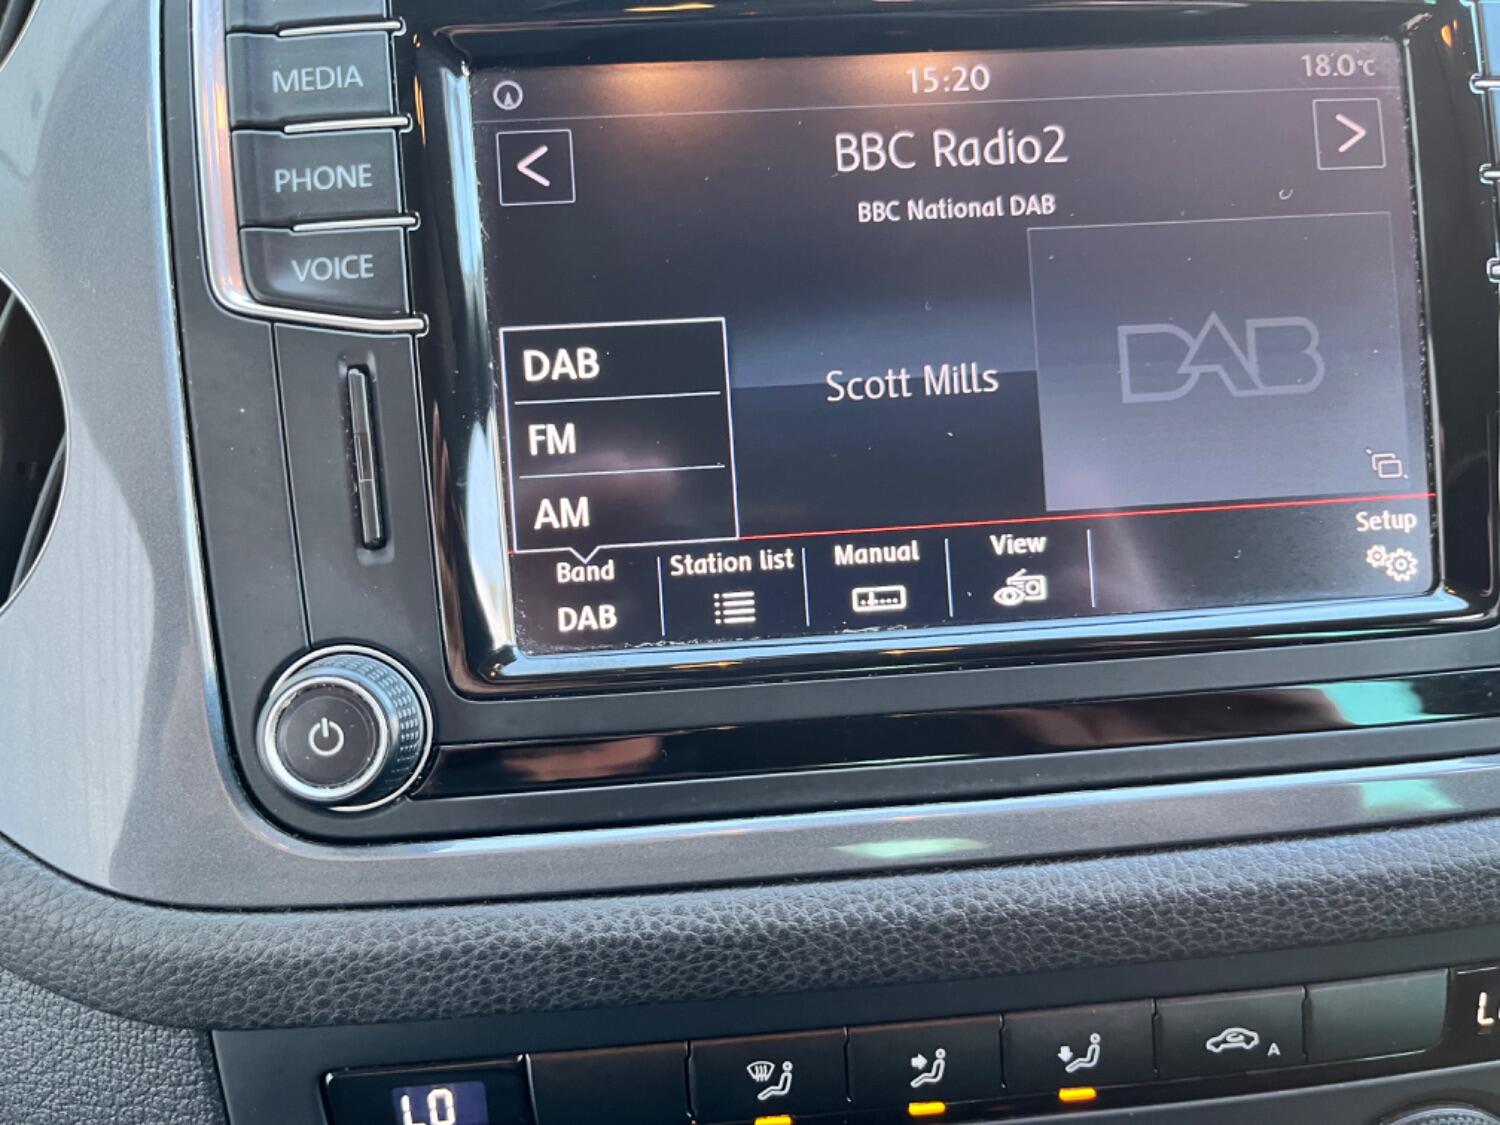 MEDIA
PHONE
VOICE
15:20
18.0°C
<
BBC Radio2
>
BBC National DAB
DAB
FM
AM
Scott Mills
DAB
Band
DAB
Station list
Manual
View
Setup
LO
A